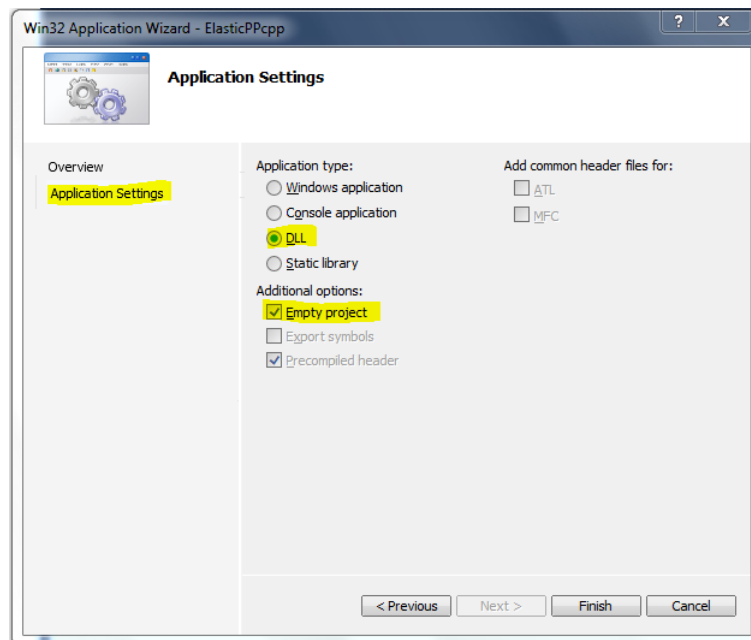 Win32 Application Wizard - ElasticPPcpp
?
X
Application Settings
Overview
Application Settings
Application type:
Windows application
Console application
DLL
Static library
Additional options:
Empty project
Export symbols
Precompiled header
Add common header files for:
ATL
MFC
< Previous
Next >
Finish
Cancel